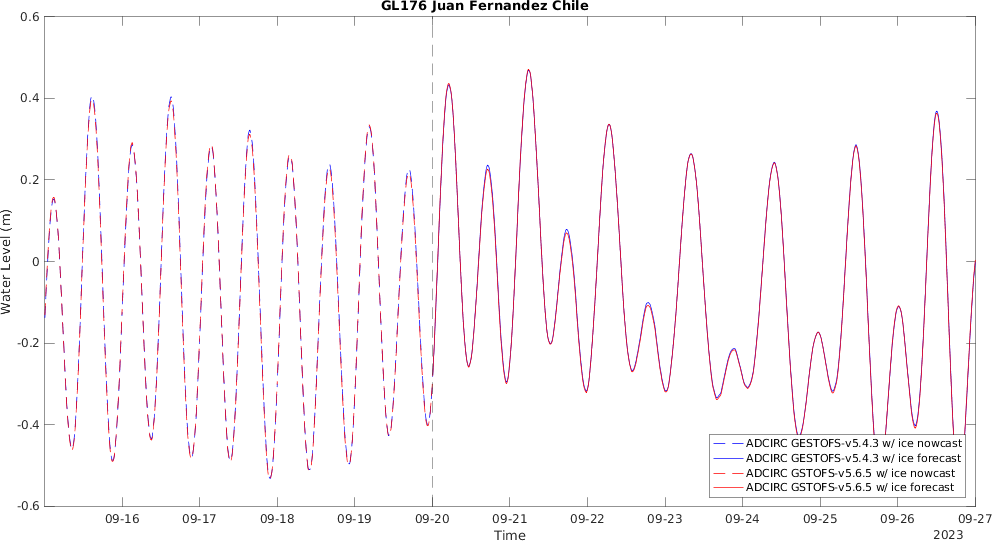 GL176 Juan Fernandez Chile
0.6
0.4
0.2
0
-0.2
-0.4
-0.6
Water Level (m)
09-16
09-17
09-18
09-19
09-20
09-21
09-22
09-23
09-24
09-25
09-26
09-27
Time
2023
ADCIRC GESTOFS-v5.4.3 w/ ice nowcast
ADCIRC GESTOFS-v5.4.3 w/ ice forecast
ADCIRC GSTOFS-v5.6.5 w/ ice nowcast
ADCIRC GSTOFS-v5.6.5 w/ ice forecast